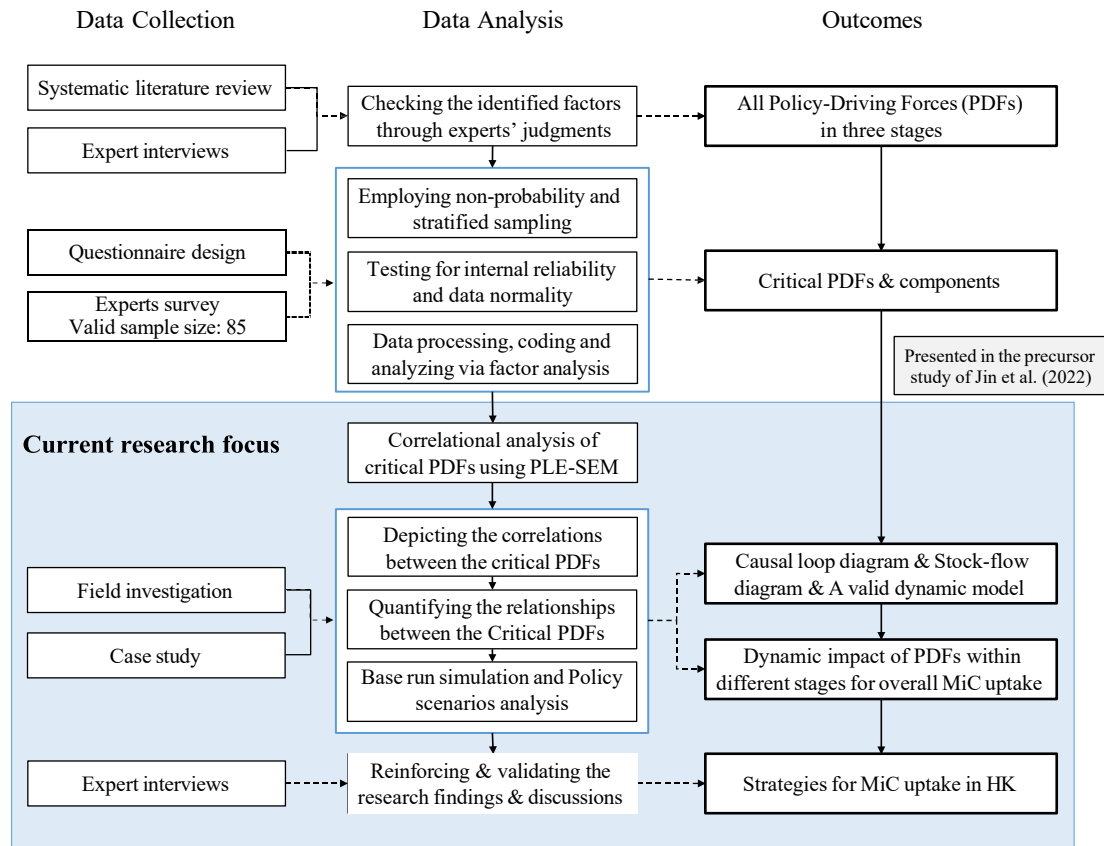 Data Collection
Data Analysis
Outcomes
Systematic literature review
Expert interviews
Checking the identified factors
through experts' judgments
All Policy-Driving Forces (PDFs)
in three stages
Employing non-probability and
stratified sampling
Questionnaire design
Experts survey
Valid sample size: 85
Testing for internal reliability
and data normality
Critical PDFs & components
Data processing, coding and
analyzing via factor analysis
Presented in the precursor
study of Jin et al. (2022)
Current research focus
Correlational analysis of
critical PDFs using PLE-SEM
Depicting the correlations
between the critical PDFs
Field investigation
Case study
Quantifying the relationships
between the Critical PDFs
Causal loop diagram & Stock-flow
diagram & A valid dynamic model
Base run simulation and Policy
scenarios analysis
Dynamic impact of PDFs within
different stages for overall MiC uptake
Expert interviews
Reinforcing & validating the
research findings & discussions
Strategies for MiC uptake in HK